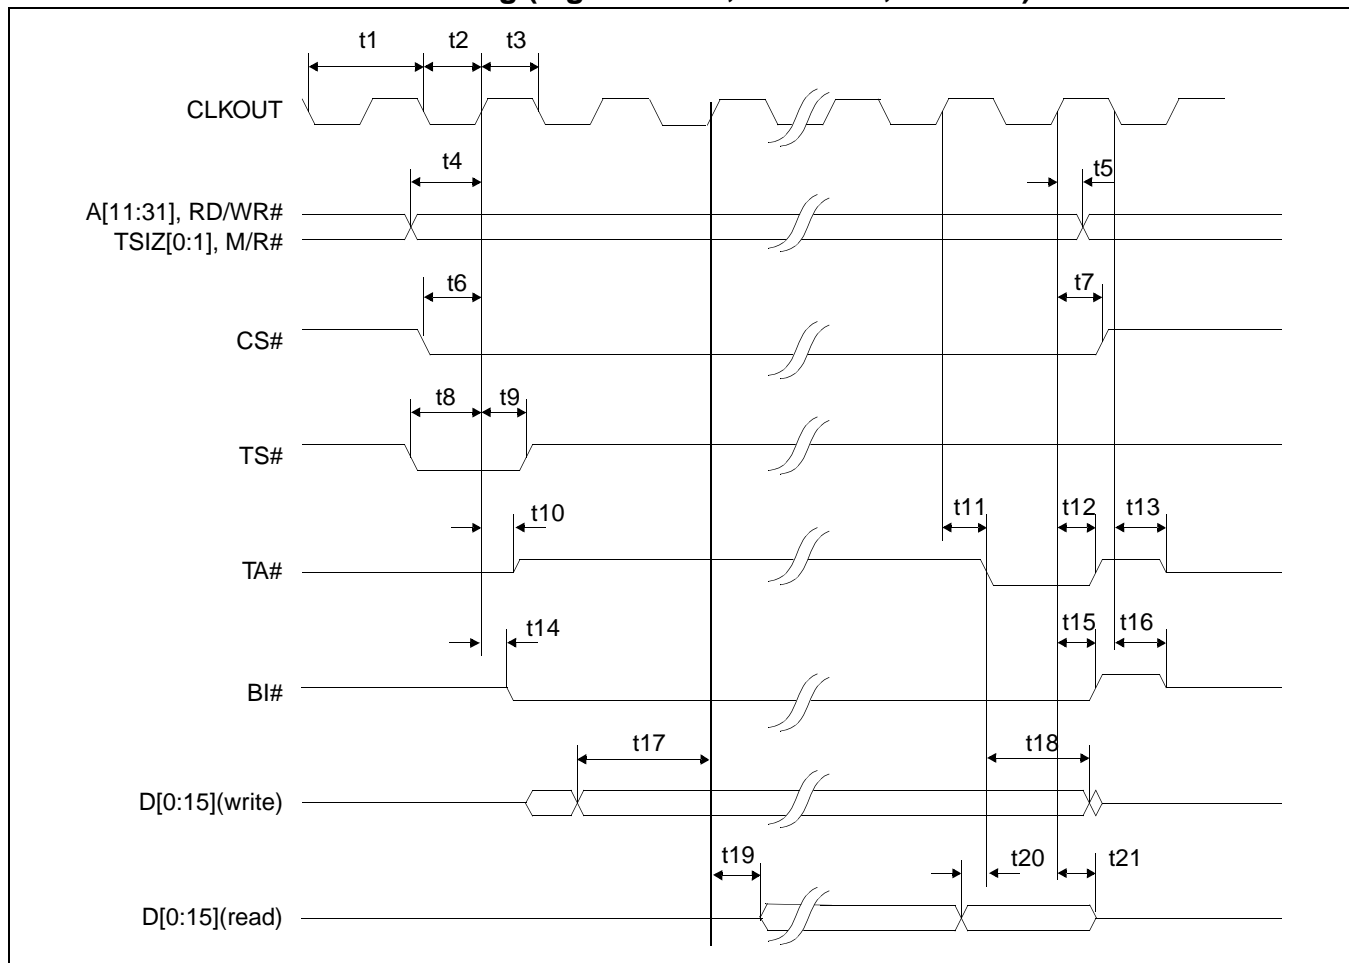 t1 t2 t3
CLKOUT
t4 t5
A[11:31], RD/WR#
TSIZ[0:1], M/R#
t6 t7
CS#
t8 t9
TS#
t10 t11 t12 t13
TA#
t14 t15 t16
BI#
t17 t18
D[0:15](write)
t19 t20 t21
D[0:15](read)